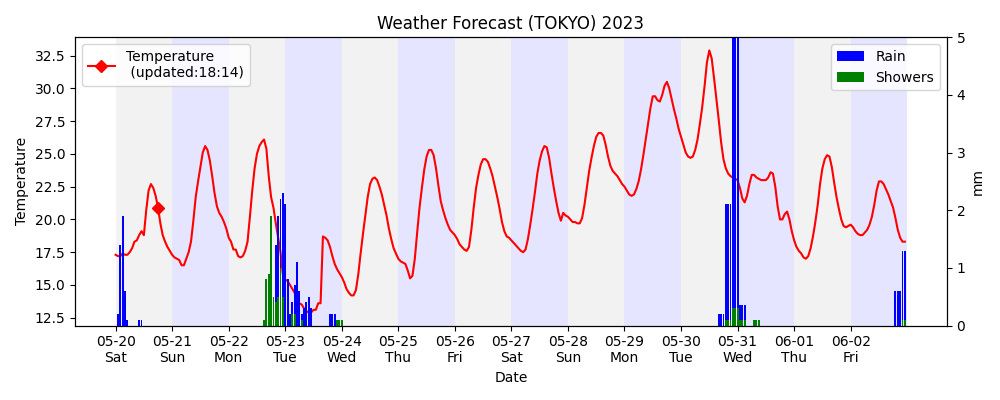 Weather Forecast (TOKYO) 2023
Temperature
(updated:18:14)
Rain
Showers
Temperature
32.5
30.0
27.5
25.0
22.5
20.0
17.5
15.0
12.5
5
4
3
2
1
0
mm
05-20 05-21 05-22 05-23 05-24 05-25 05-26 05-27 05-28 05-29 05-30 05-31 06-01 06-02
Sat Sun Mon Tue Wed Thu Fri Sat Sun Mon Tue Wed Thu Fri
Date